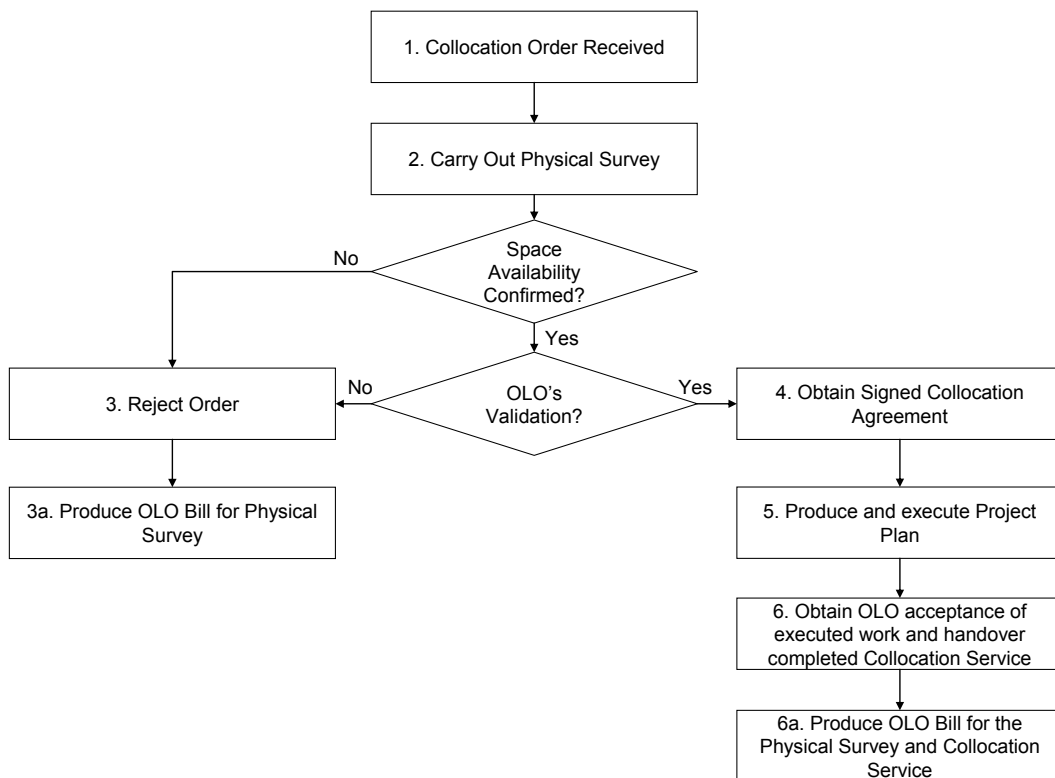 1. Collocation Order Received
2. Carry Out Physical Survey
Space
Availability
Confirmed?
No
Yes
OLO's
Validation?
No
Yes
3. Reject Order
4. Obtain Signed Collocation
Agreement
3a. Produce OLO Bill for Physical
Survey
5. Produce and execute Project
Plan
6. Obtain OLO acceptance of
executed work and handover
completed Collocation Service
6a. Produce OLO Bill for the
Physical Survey and Collocation
Service